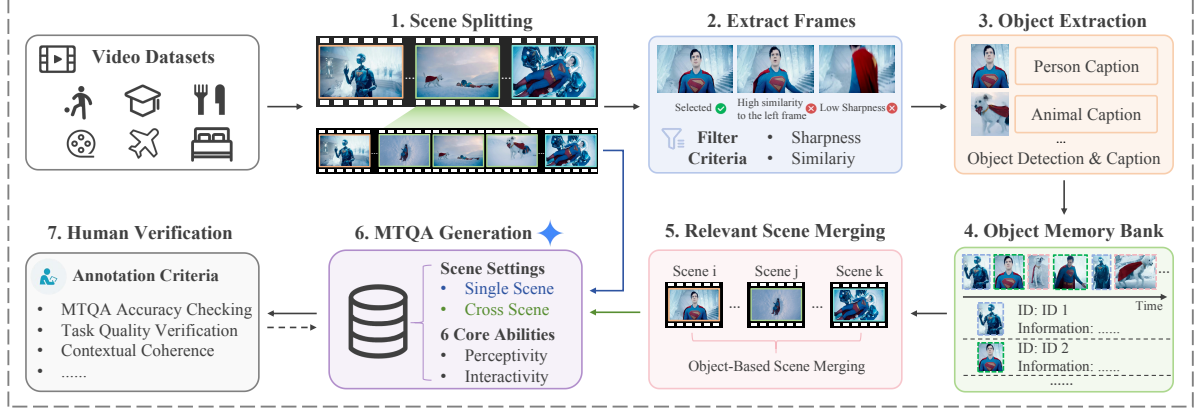 Video Datasets
1. Scene Splitting
...
...
...
...
2. Extract Frames
Selected
High similarity
to the left frame
Low Sharpness
Filter
Criteria
• Sharpness
• Similariy
3. Object Extraction
Person Caption
Animal Caption
...
Object Detection & Caption
4. Object Memory Bank
...
Time
ID: ID 1
Information: ......
ID: ID 2
Information: ......
......
5. Relevant Scene Merging
Scene i
Scene j
Scene k
...
...
Object-Based Scene Merging
6. MTQA Generation
Scene Settings
• Single Scene
• Cross Scene
6 Core Abilities
• Perceptivity
• Interactivity
7. Human Verification
Annotation Criteria
• MTQA Accuracy Checking
• Task Quality Verification
• Contextual Coherence
• ......